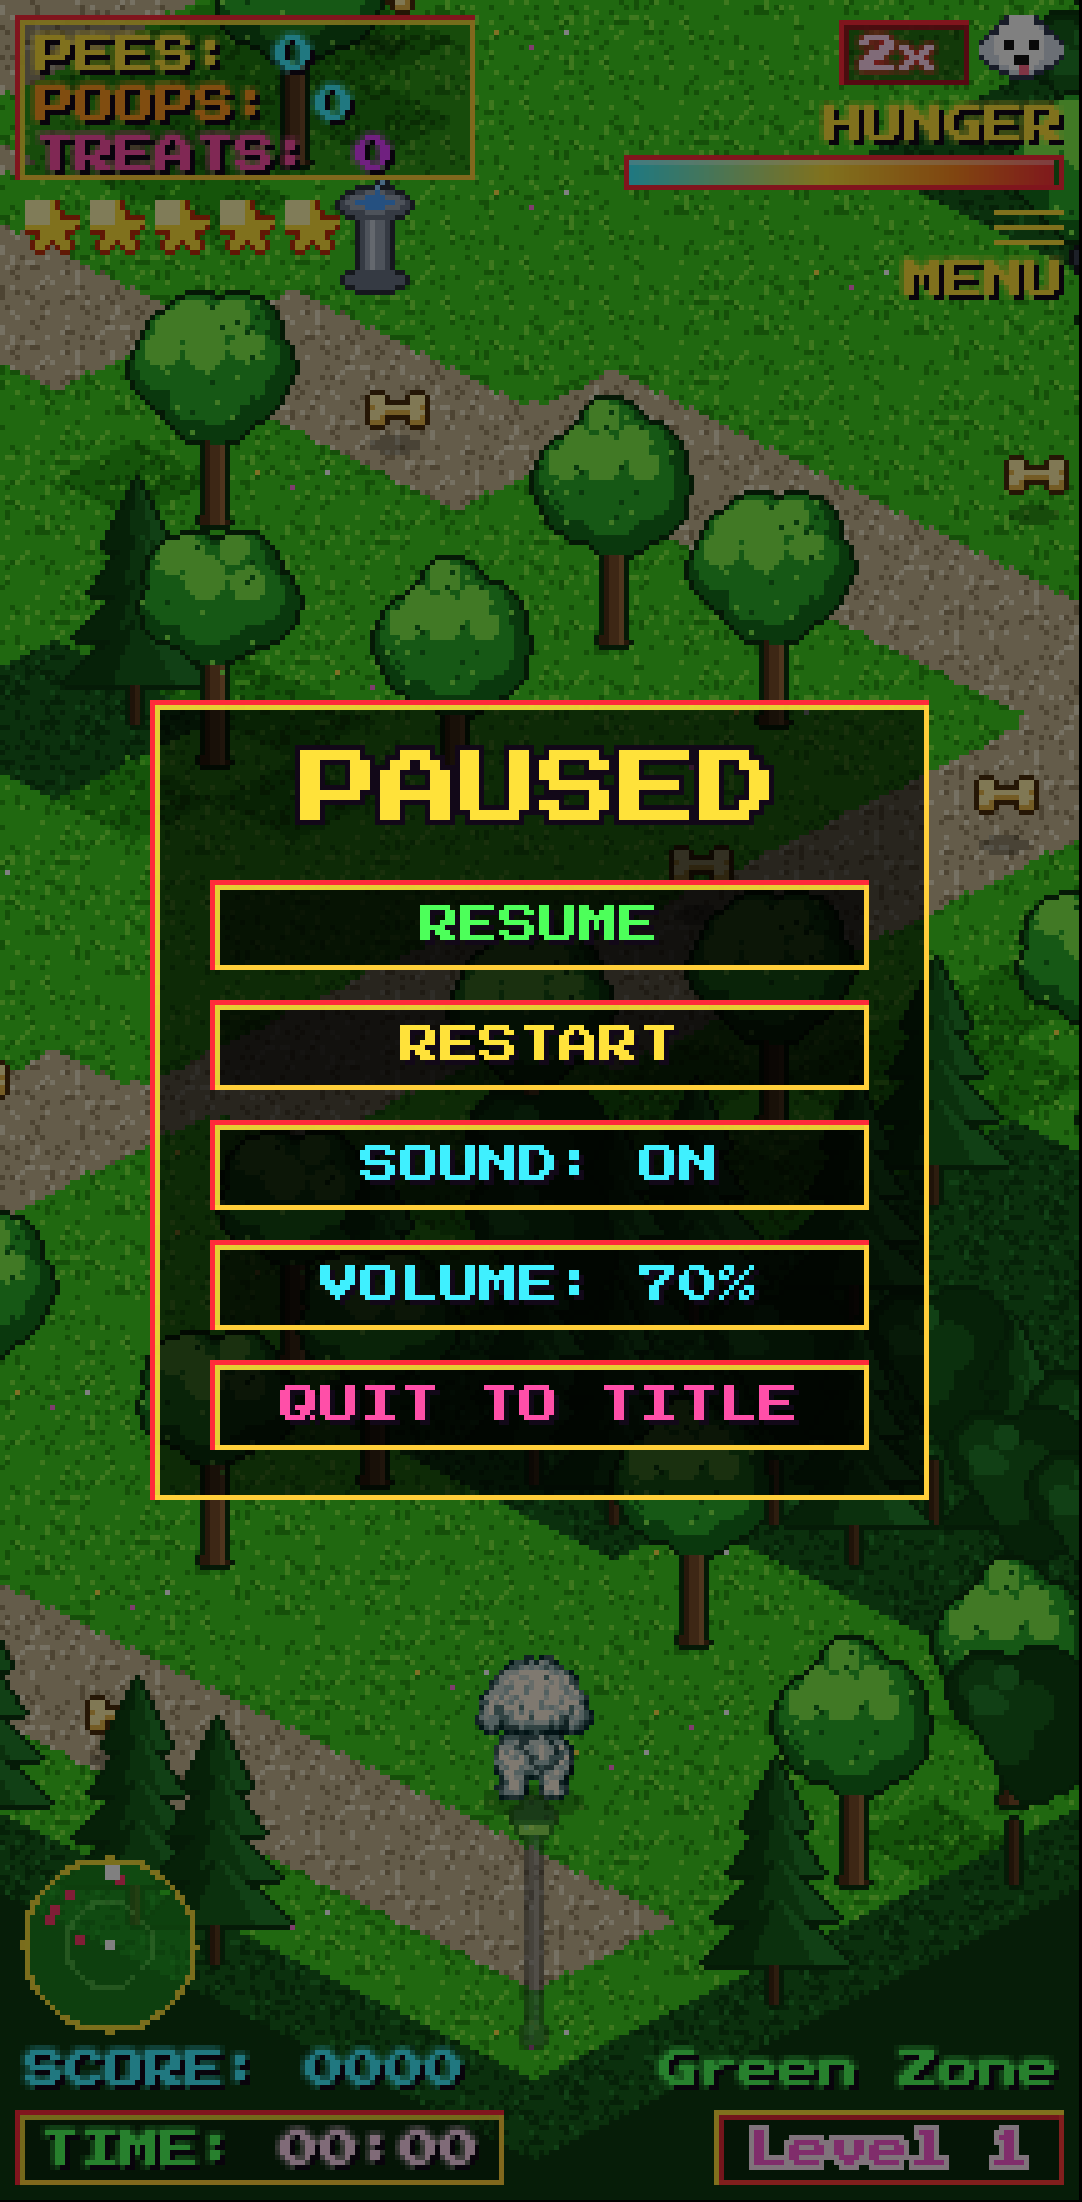 PEES: 0
POOPS: 0
TREATS: 0
2x
HUNGER
MENU
PAUSED
RESUME
RESTART
SOUND: ON
VOLUME: 70%
QUIT TO TITLE
SCORE: 0000
Green Zone
TIME: 00:00
Level 1